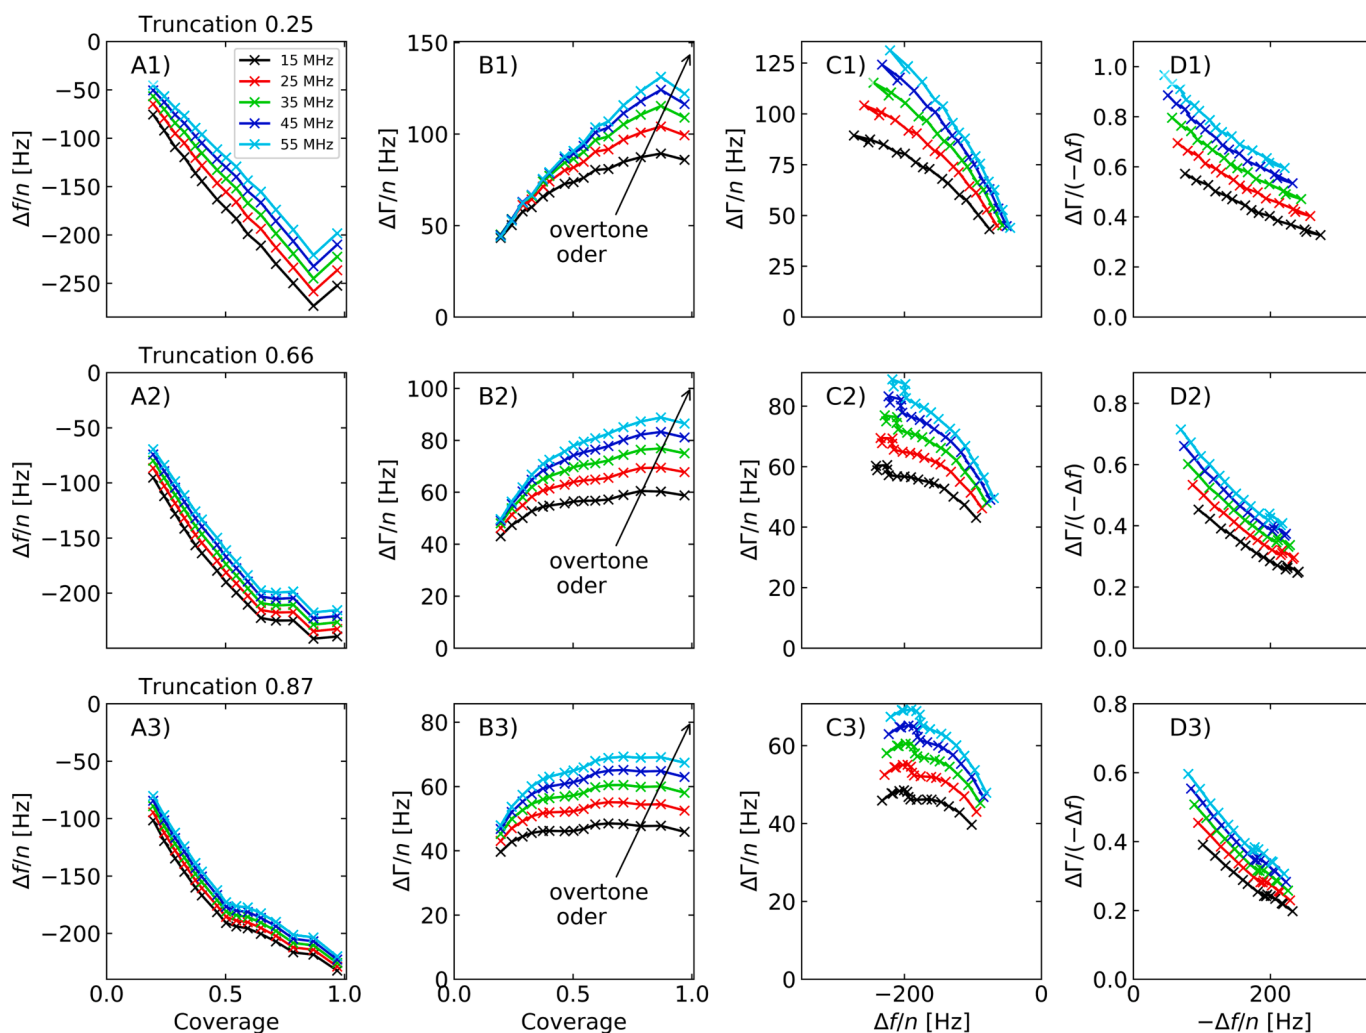 Truncation 0.25
A1)
15 MHz
25 MHz
35 MHz
45 MHz
55 MHz
0
−50
−100
−150
−200
−250
Δf/n [Hz]
B1)
150
100
50
0
ΔΓ/n [Hz]
overtone
oder
C1)
125
100
75
50
25
0
ΔΓ/n [Hz]
D1)
1.0
0.8
0.6
0.4
0.2
0.0
ΔΓ/(−Δf)
Truncation 0.66
A2)
0
−50
−100
−150
−200
Δf/n [Hz]
B2)
100
80
60
40
20
0
ΔΓ/n [Hz]
overtone
oder
C2)
80
60
40
20
0
ΔΓ/n [Hz]
D2)
0.8
0.6
0.4
0.2
0.0
ΔΓ/(−Δf)
Truncation 0.87
A3)
0
−50
−100
−150
−200
Δf/n [Hz]
0.0
0.5
1.0
Coverage
B3)
80
60
40
20
0
ΔΓ/n [Hz]
overtone
oder
0.0
0.5
1.0
Coverage
C3)
60
40
20
0
ΔΓ/n [Hz]
−200
0
Δf/n [Hz]
D3)
0.8
0.6
0.4
0.2
0.0
ΔΓ/(−Δf)
0
200
−Δf/n [Hz]